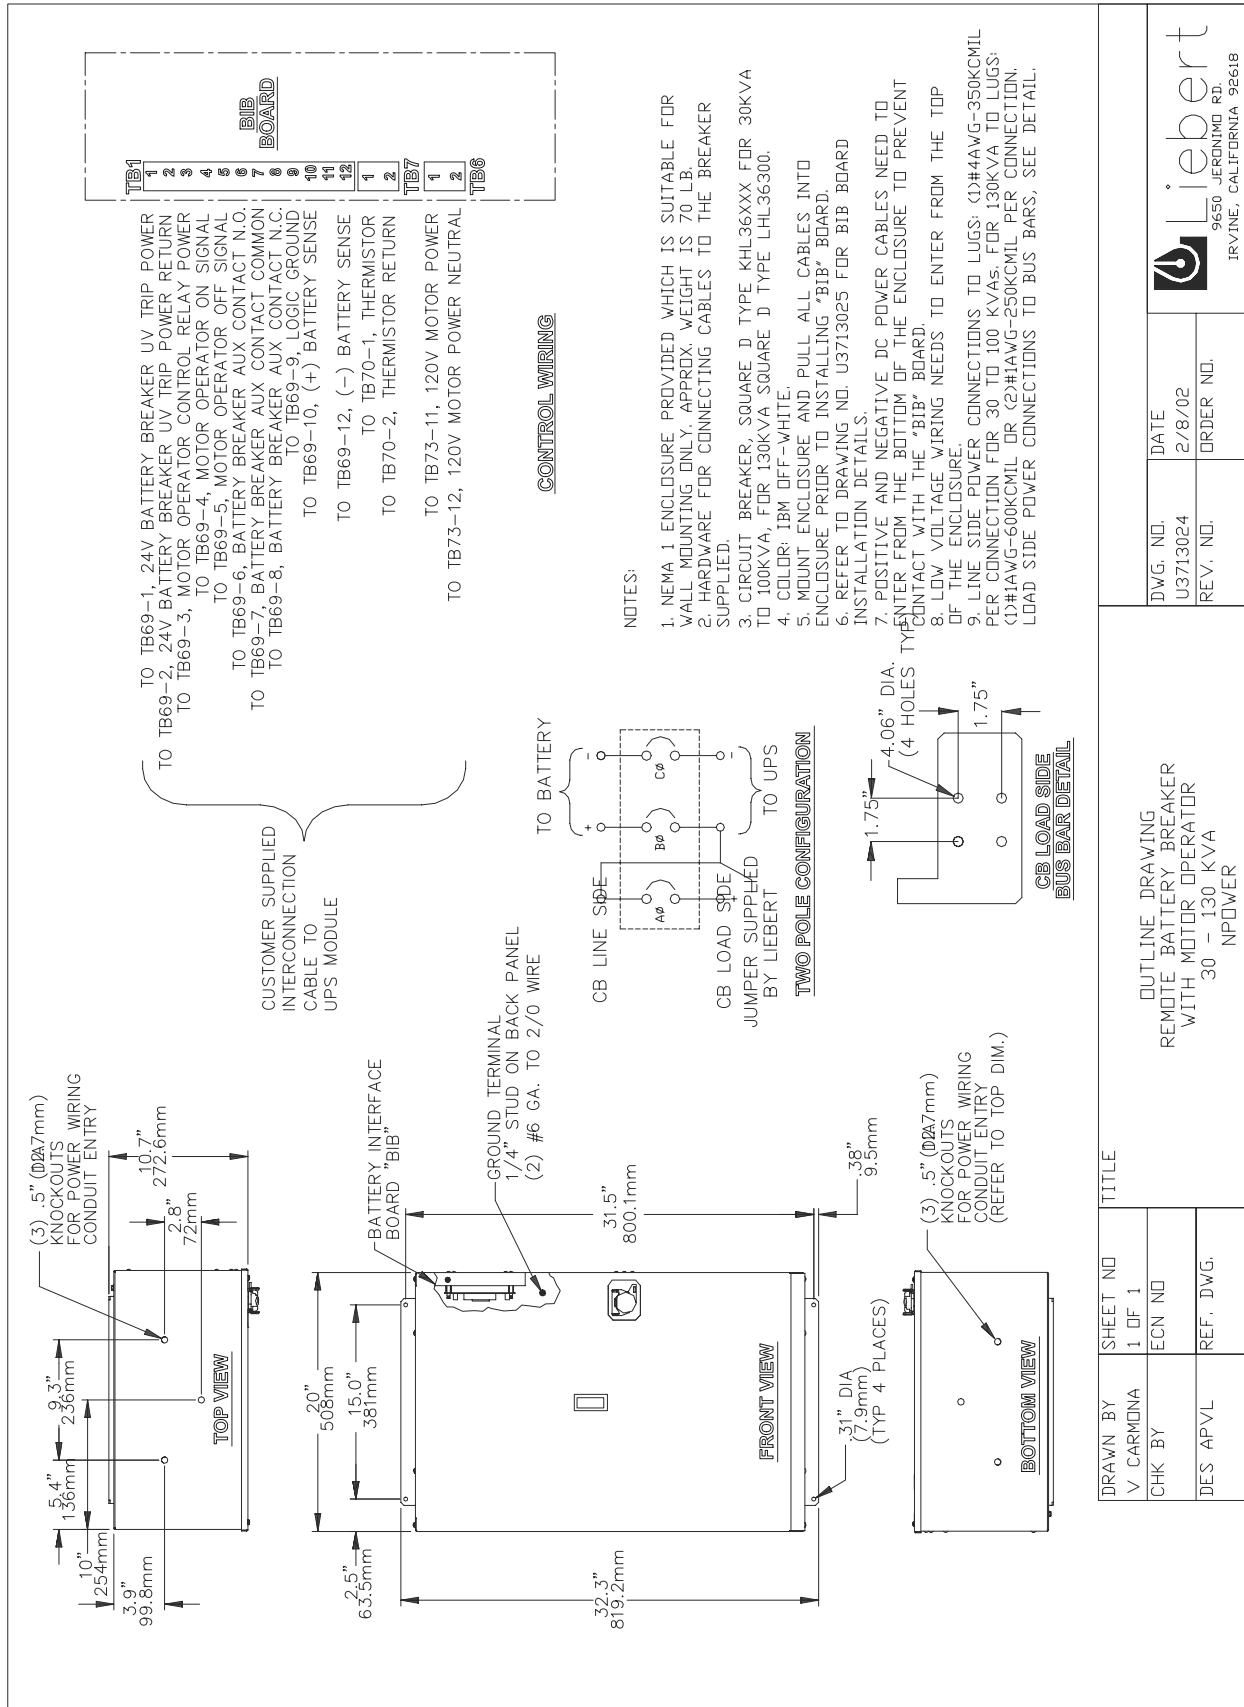 (3) .5" (12.7mm) DIA
KNOCKOUTS
FOR POWER WIRING
CONDUIT ENTRY
10.7"
272.6mm
2.8"
72mm
9.3"
236mm
5.4"
136mm
10"
254mm
3.9"
99.8mm
TOP VIEW
BATTERY INTERFACE
BOARD "BIB"
GROUND TERMINAL
1/4" STUD ON BACK PANEL
(2) #6 GA. TO 2/0 WIRE
20"
508mm
15.0"
381mm
2.5"
63.5mm
31.5"
800.1mm
.38"
9.5mm
32.3"
819.2mm
.31" DIA
(7.9mm)
(TYP 4 PLACES)
FRONT VIEW
(3) .5" (12.7mm) DIA
KNOCKOUTS
FOR POWER WIRING
CONDUIT ENTRY
(REFER TO TOP DIM.)
BOTTOM VIEW
CUSTOMER SUPPLIED
INTERCONNECTION
CABLE TO
UPS MODULE
TO TB69-1, 24V BATTERY BREAKER UV TRIP POWER
TO TB69-2, 24V BATTERY BREAKER UV TRIP POWER RETURN
TO TB69-3, MOTOR OPERATOR CONTROL RELAY POWER
TO TB69-4, MOTOR OPERATOR ON SIGNAL
TO TB69-5, MOTOR OPERATOR OFF SIGNAL
TO TB69-6, BATTERY BREAKER AUX CONTACT N.O.
TO TB69-7, BATTERY BREAKER AUX CONTACT COMMON
TO TB69-8, BATTERY BREAKER AUX CONTACT N.C.
TO TB69-9, LOGIC GROUND
TO TB69-10, (+) BATTERY SENSE
TO TB69-12, (-) BATTERY SENSE
TO TB70-1, THERMISTOR
TO TB70-2, THERMISTOR RETURN
TO TB73-11, 120V MOTOR POWER
TO TB73-12, 120V MOTOR POWER NEUTRAL
TB1
1
2
3
4
5
6
7
8
9
10
11
12
1
2
TB7
1
2
TB6
BIB
BOARD
CONTROL WIRING
TO BATTERY
+
-
CB LINE SIDE
AØ
BØ
CØ
CB LOAD SIDE
+
-
JUMPER SUPPLIED
BY LIEBERT
TO UPS
TWO POLE CONFIGURATION
1.75"
4.06" DIA.
(4 HOLES TYP)
1.75"
CB LOAD SIDE
BUS BAR DETAIL
NOTES:
1. NEMA 1 ENCLOSURE PROVIDED WHICH IS SUITABLE FOR
WALL MOUNTING ONLY. APPROX. WEIGHT IS 70 LB.
2. HARDWARE FOR CONNECTING CABLES TO THE BREAKER
SUPPLIED.
3. CIRCUIT BREAKER, SQUARE D TYPE KHL36XXX FOR 30KVA
TO 100KVA, FOR 130KVA SQUARE D TYPE LHL36300.
4. COLOR: IBM OFF-WHITE.
5. MOUNT ENCLOSURE AND PULL ALL CABLES INTO
ENCLOSURE PRIOR TO INSTALLING "BIB" BOARD.
6. REFER TO DRAWING NO. U3713025 FOR BIB BOARD
INSTALLATION DETAILS.
7. POSITIVE AND NEGATIVE DC POWER CABLES NEED TO
ENTER FROM THE BOTTOM OF THE ENCLOSURE TO PREVENT
CONTACT WITH THE "BIB" BOARD.
8. LOW VOLTAGE WIRING NEEDS TO ENTER FROM THE TOP
OF THE ENCLOSURE.
9. LINE SIDE POWER CONNECTIONS TO LUGS: (1)#4AWG-350KCMIL
PER CONNECTION FOR 30 TO 100 KVAs. FOR 130KVA TO LUGS:
(1)#1AWG-600KCMIL OR (2)#1AWG-250KCMIL PER CONNECTION.
LOAD SIDE POWER CONNECTIONS TO BUS BARS, SEE DETAIL.
DRAWN BY
V CARMONA
CHK BY
DES APVL
SHEET NO
1 OF 1
ECN NO
REF. DWG.
TITLE
OUTLINE DRAWING
REMOTE BATTERY BREAKER
WITH MOTOR OPERATOR
30 - 130 KVA
NPOWER
DWG. NO.
U3713024
REV. NO.
DATE
2/8/02
ORDER NO.
Liebert
9650 JERONIMO RD.
IRVINE, CALIFORNIA 92618